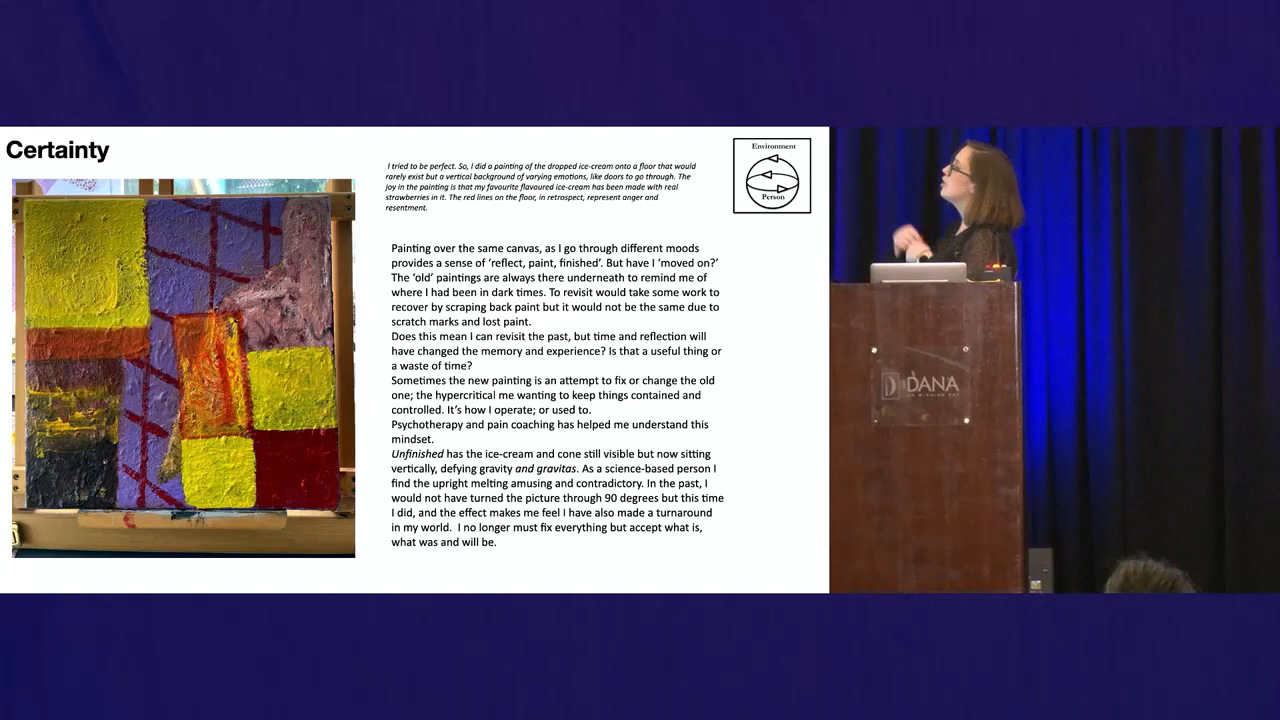 Certainty
I tried to be perfect. So, I did a painting of the dropped ice-cream onto a floor that would
rarely exist but a vertical background of varying emotions, like doors to go through. The
joy in the painting is that my favourite flavoured ice-cream has been made with real
strawberries in it. The red lines on the floor, in retrospect, represent anger and
resentment.
Environment
Person
Painting over the same canvas, as I go through different moods
provides a sense of ‘reflect, paint, finished’. But have I ‘moved on?’
The ‘old’ paintings are always there underneath to remind me of
where I had been in dark times. To revisit would take some work to
recover by scraping back paint but it would not be the same due to
scratch marks and lost paint.
Does this mean I can revisit the past, but time and reflection will
have changed the memory and experience? Is that a useful thing or
a waste of time?
Sometimes the new painting is an attempt to fix or change the old
one; the hypercritical me wanting to keep things contained and
controlled. It’s how I operate; or used to.
Psychotherapy and pain coaching has helped me understand this
mindset.
Unfinished has the ice-cream and cone still visible but now sitting
vertically, defying gravity and gravitas. As a science-based person I
find the upright melting amusing and contradictory. In the past, I
would not have turned the picture through 90 degrees but this time
I did, and the effect makes me feel I have also made a turnaround
in my world. I no longer must fix everything but accept what is,
what was and will be.
DANA